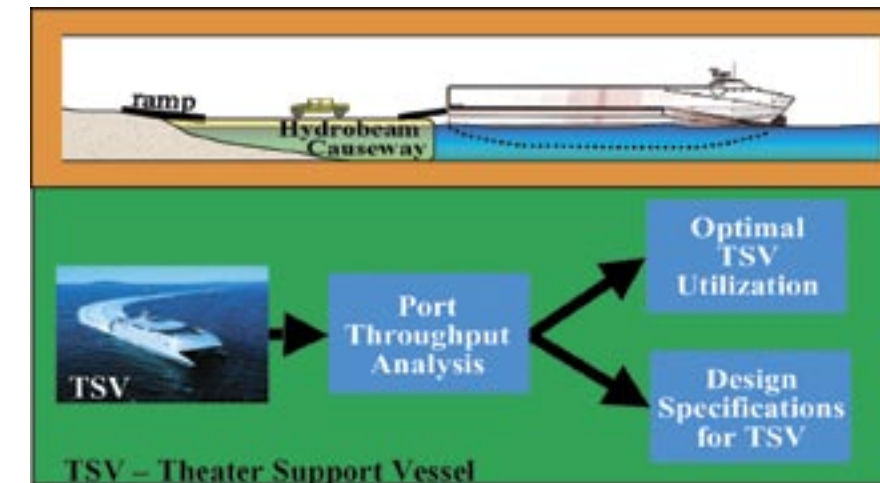 ramp
Hydrobeam
Causeway
TSV
Port
Throughput
Analysis
Optimal
TSV
Utilization
Design
Specifications
for TSV
TSV – Theater Support Vessel